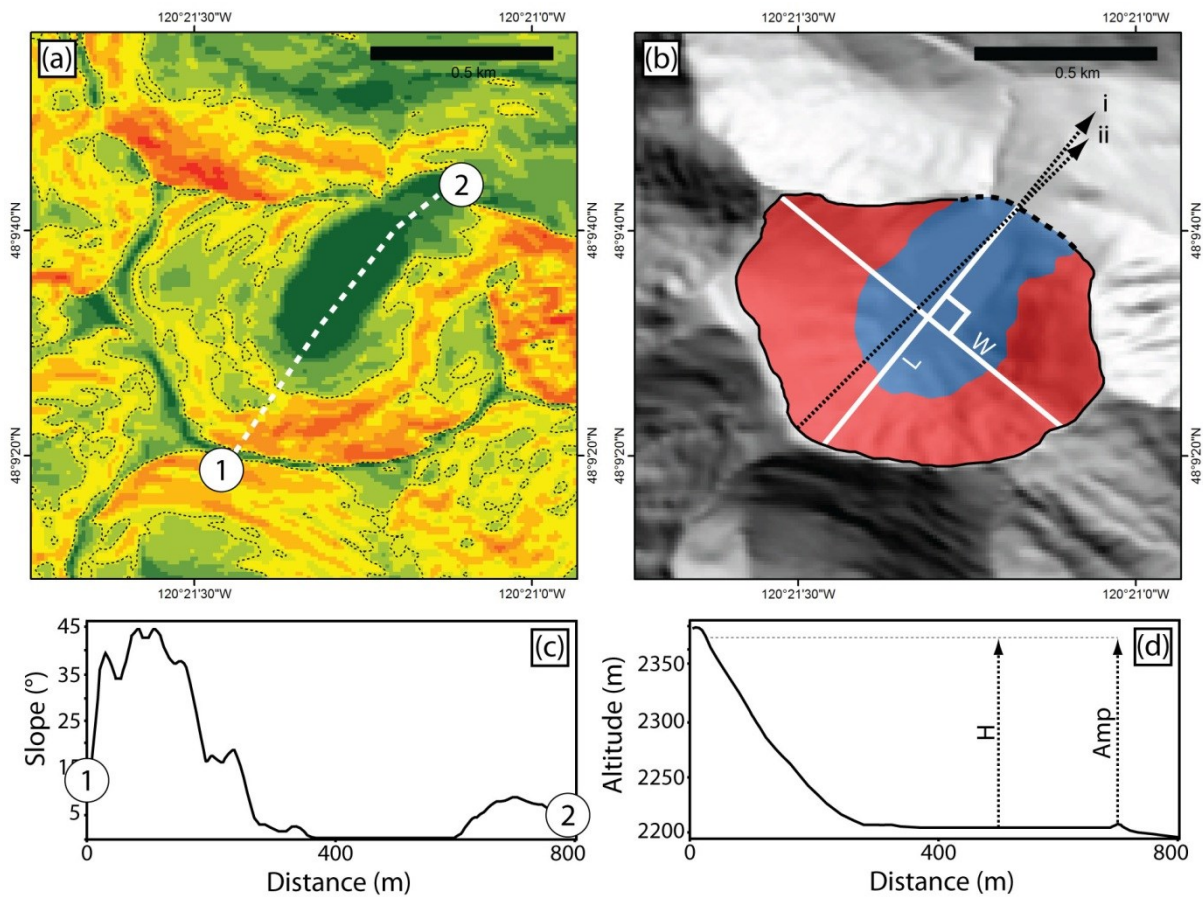 120°21'30"W
120°21'0"W
120°21'30"W
120°21'0"W
(a)
0.5 km
2
1
48°9'40"N
48°9'20"N
48°9'40"N
48°9'20"N
(b)
0.5 km
i
ii
L
W
48°9'40"N
48°9'20"N
120°21'30"W
120°21'0"W
120°21'30"W
120°21'0"W
(c)
Slope (°)
45
35
25
5
1
2
0
400
800
Distance (m)
(d)
Altitude (m)
2350
2300
2250
2200
H
Amp
0
400
800
Distance (m)